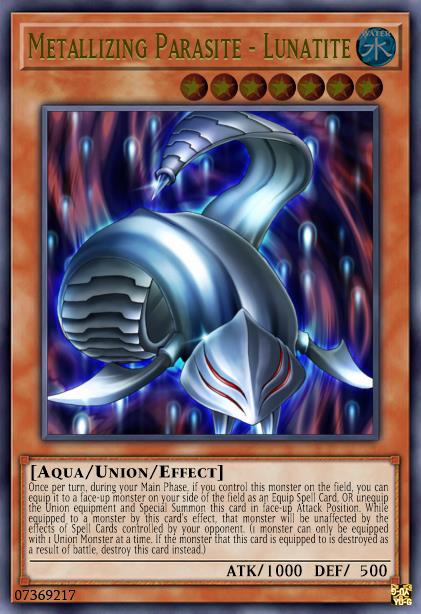 METALLIZING PARASITE - LUNATITE
WATER
水
[AQUA/UNION/EFFECT]
Once per turn, during your Main Phase, if you control this monster on the field, you can
equip it to a face-up monster on your side of the field as an Equip Spell Card, OR unequip
the Union equipment and Special Summon this card in face-up Attack Position. While
equipped to a monster by this card's effect, that monster will be unaffected by the
effects of Spell Cards controlled by your opponent. (1 monster can only be equipped
with 1 Union Monster at a time. If the monster that this card is equipped to is destroyed as
a result of battle, destroy this card instead.)
ATK/1000 DEF/ 500
07369217